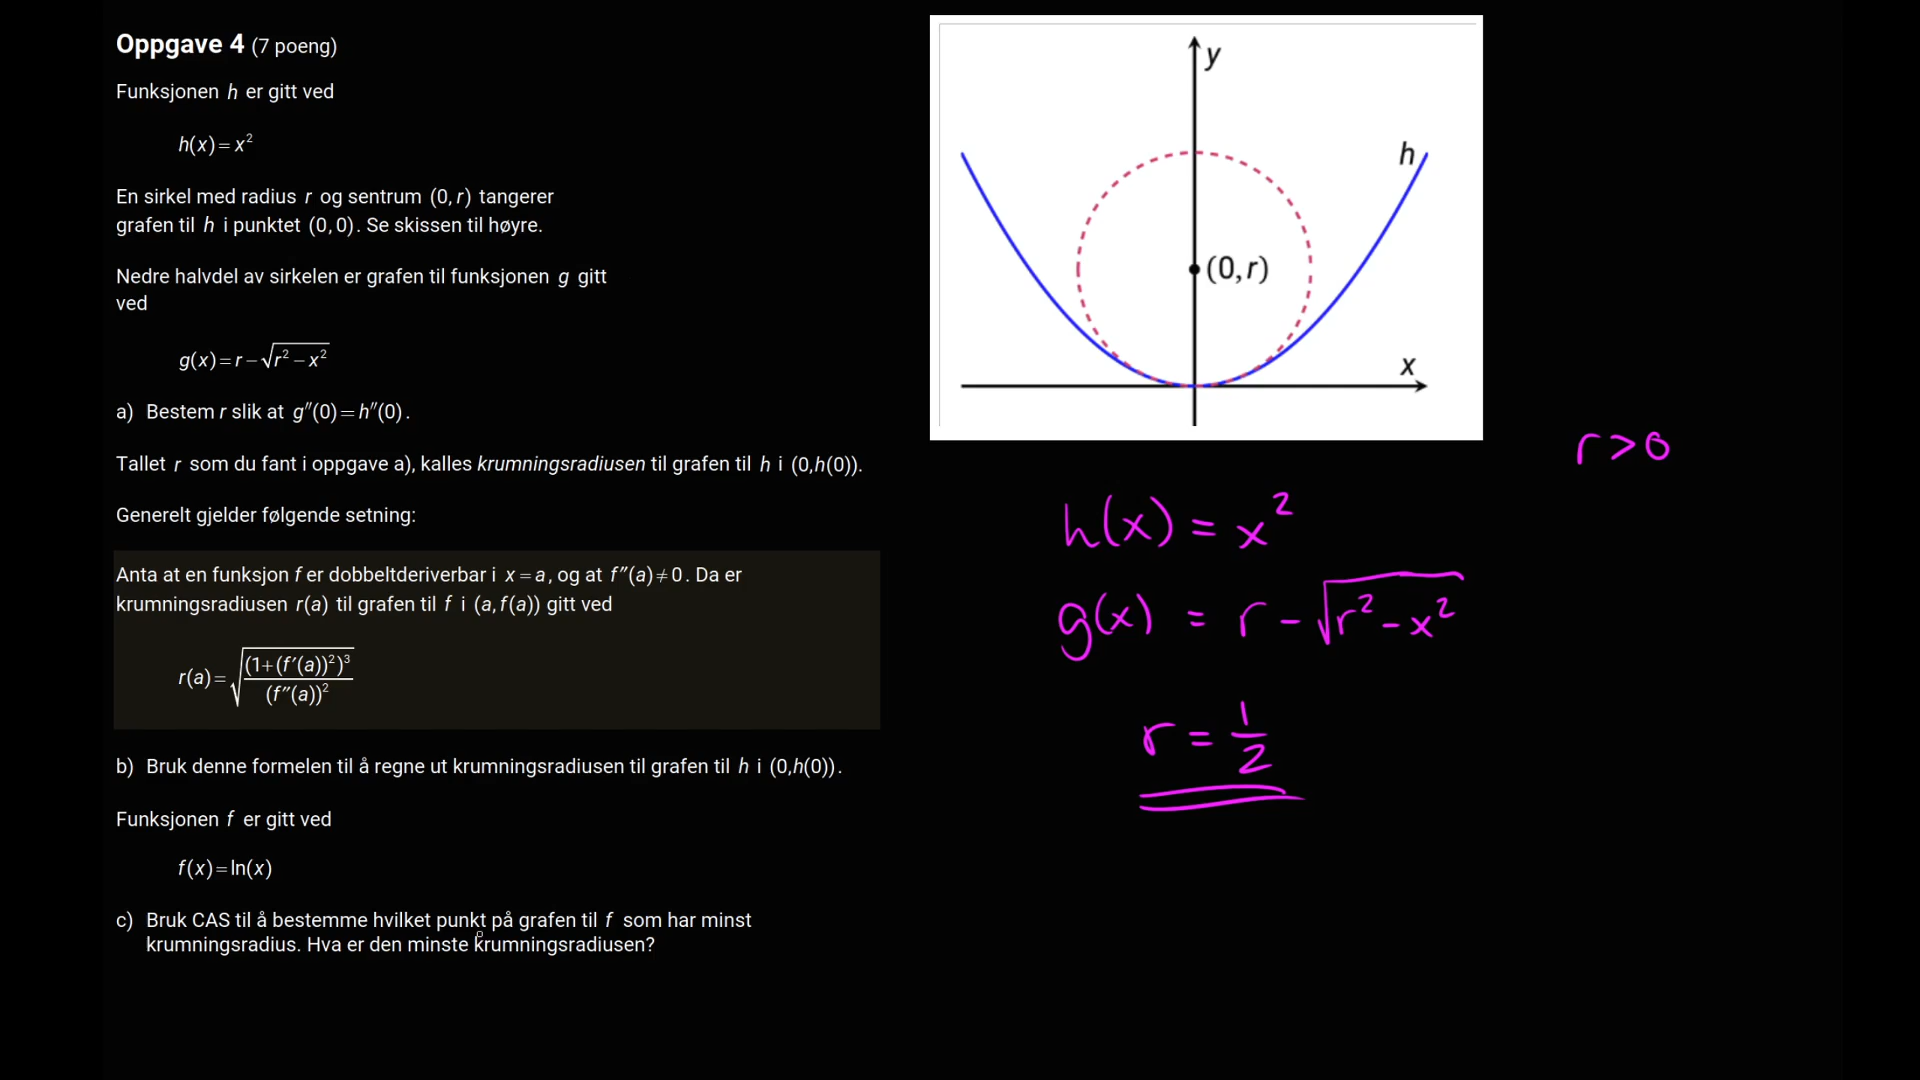 Oppgave 4 (7 poeng)
Funksjonen h er gitt ved
h(x) = x²
En sirkel med radius r og sentrum (0, r) tangerer
grafen til h i punktet (0, 0). Se skissen til høyre.
Nedre halvdel av sirkelen er grafen til funksjonen g gitt
ved
g(x) = r − √(r² − x²)
a) Bestem r slik at g″(0) = h″(0).
Tallet r som du fant i oppgave a), kalles krumningsradiusen til grafen til h i (0,h(0)).
Generelt gjelder følgende setning:
Anta at en funksjon f er dobbeltderiverbar i x = a, og at f″(a) ≠ 0. Da er
krumningsradiusen r(a) til grafen til f i (a, f(a)) gitt ved
r(a) = √((1+(f′(a))²)³ / (f″(a))²)
b) Bruk denne formelen til å regne ut krumningsradiusen til grafen til h i (0,h(0)).
Funksjonen f er gitt ved
f(x) = ln(x)
c) Bruk CAS til å bestemme hvilket punkt på grafen til f som har minst
krumningsradius. Hva er den minste krumningsradiusen?
y
h
(0, r)
x
r > 0
h(x) = x²
g(x) = r − √(r² − x²)
r = 1/2